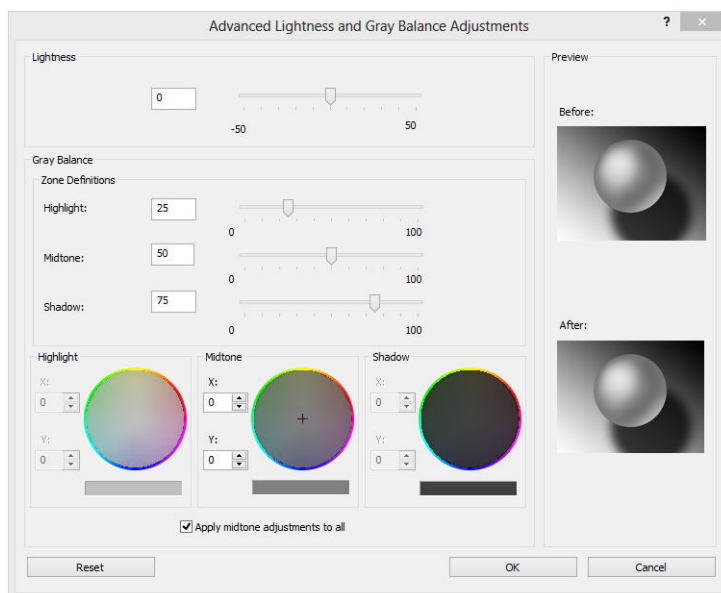 Advanced Lightness and Gray Balance Adjustments
?
Lightness
0
-50 50
Gray Balance
Zone Definitions
Highlight: 25
0 100
Midtone: 50
0 100
Shadow: 75
0 100
Highlight
X:
0
Y:
0
Midtone
X:
0
Y:
0
Shadow
X:
0
Y:
0
Apply midtone adjustments to all
Preview
Before:
After:
Reset OK Cancel